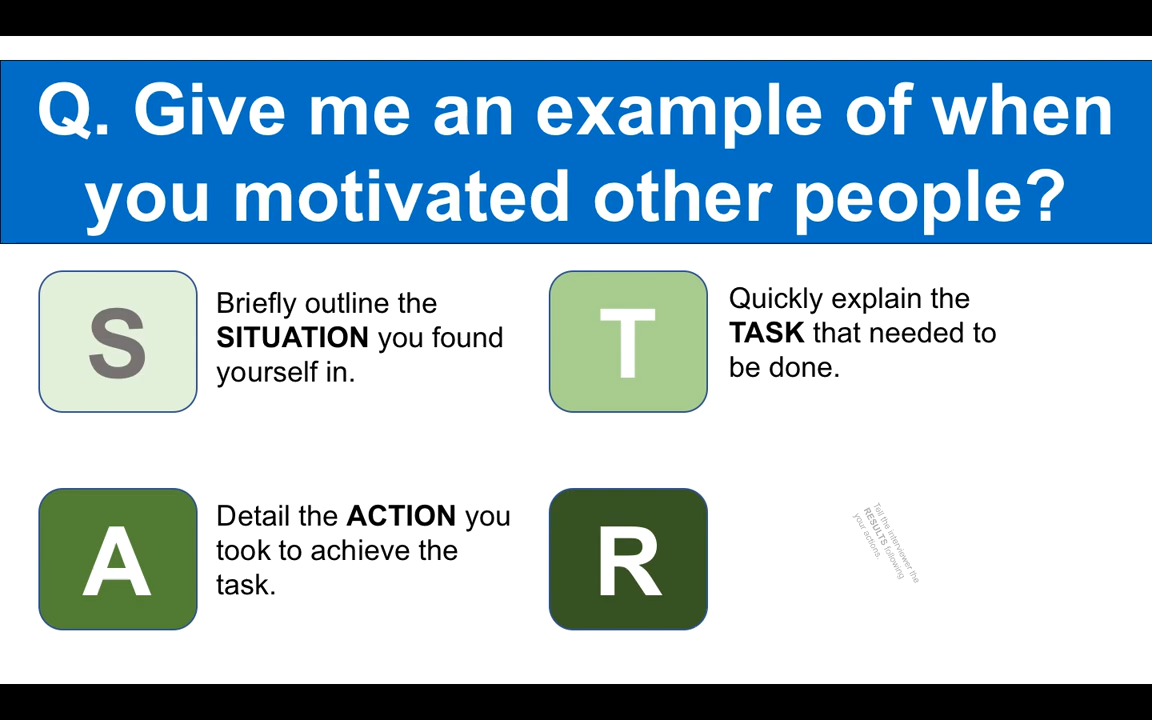 Q. Give me an example of when
you motivated other people?
S
Briefly outline the
SITUATION you found
yourself in.
T
Quickly explain the
TASK that needed to
be done.
A
Detail the ACTION you
took to achieve the
task.
R
Tell the interviewer the
RESULTS following
your actions.